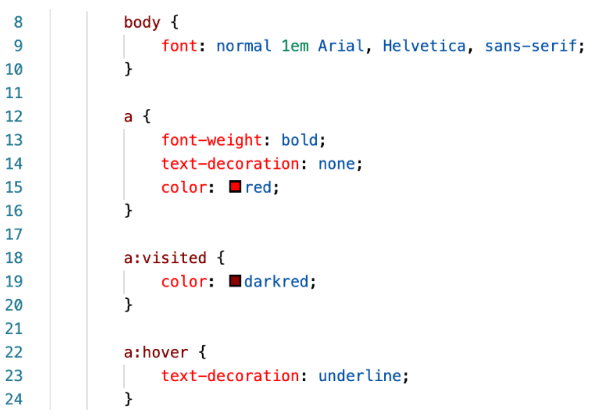 8 body {
9 font: normal 1em Arial, Helvetica, sans-serif;
10 }
11
12 a {
13 font-weight: bold;
14 text-decoration: none;
15 color: red;
16 }
17
18 a:visited {
19 color: darkred;
20 }
21
22 a:hover {
23 text-decoration: underline;
24 }